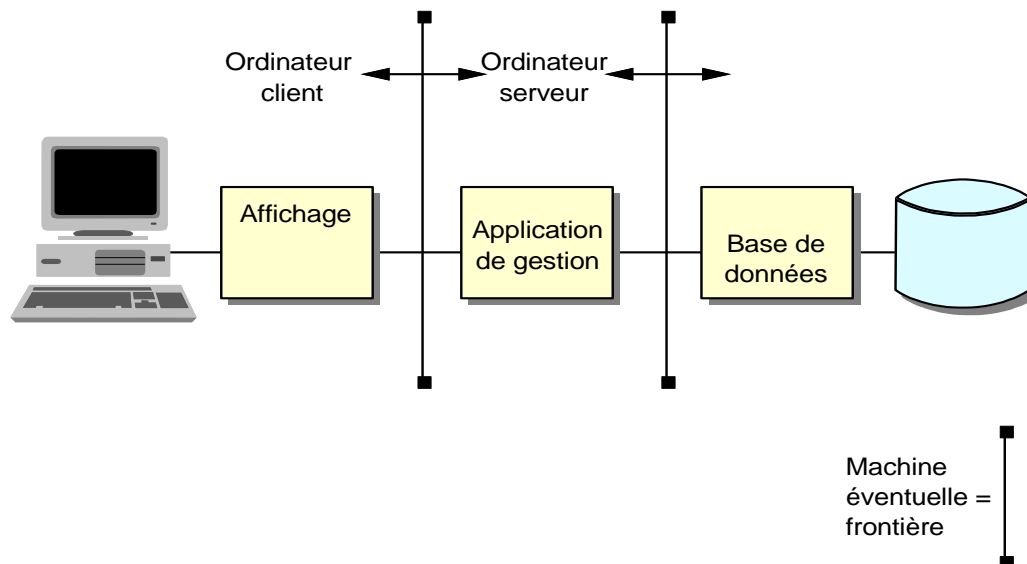 Ordinateur
client
Ordinateur
serveur
Affichage
Application
de gestion
Base de
données
Machine
éventuelle =
frontière